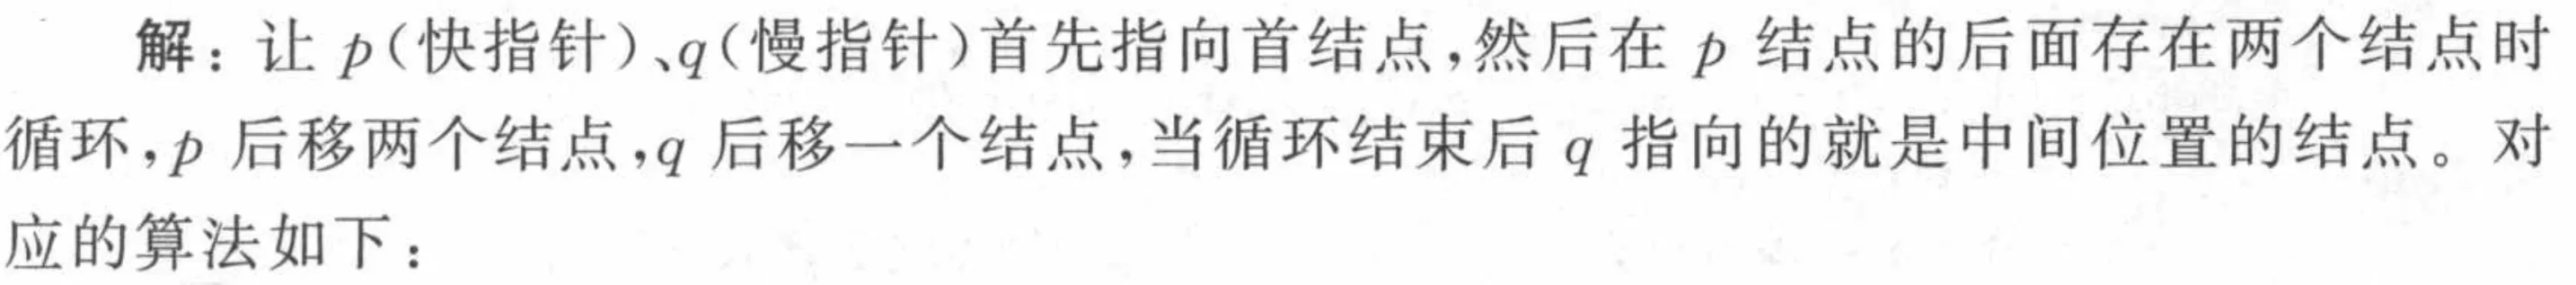 解：让 p(快指针)、q(慢指针)首先指向首结点,然后在 p 结点的后面存在两个结点时
循环,p 后移两个结点,q 后移一个结点,当循环结束后 q 指向的就是中间位置的结点。对
应的算法如下：